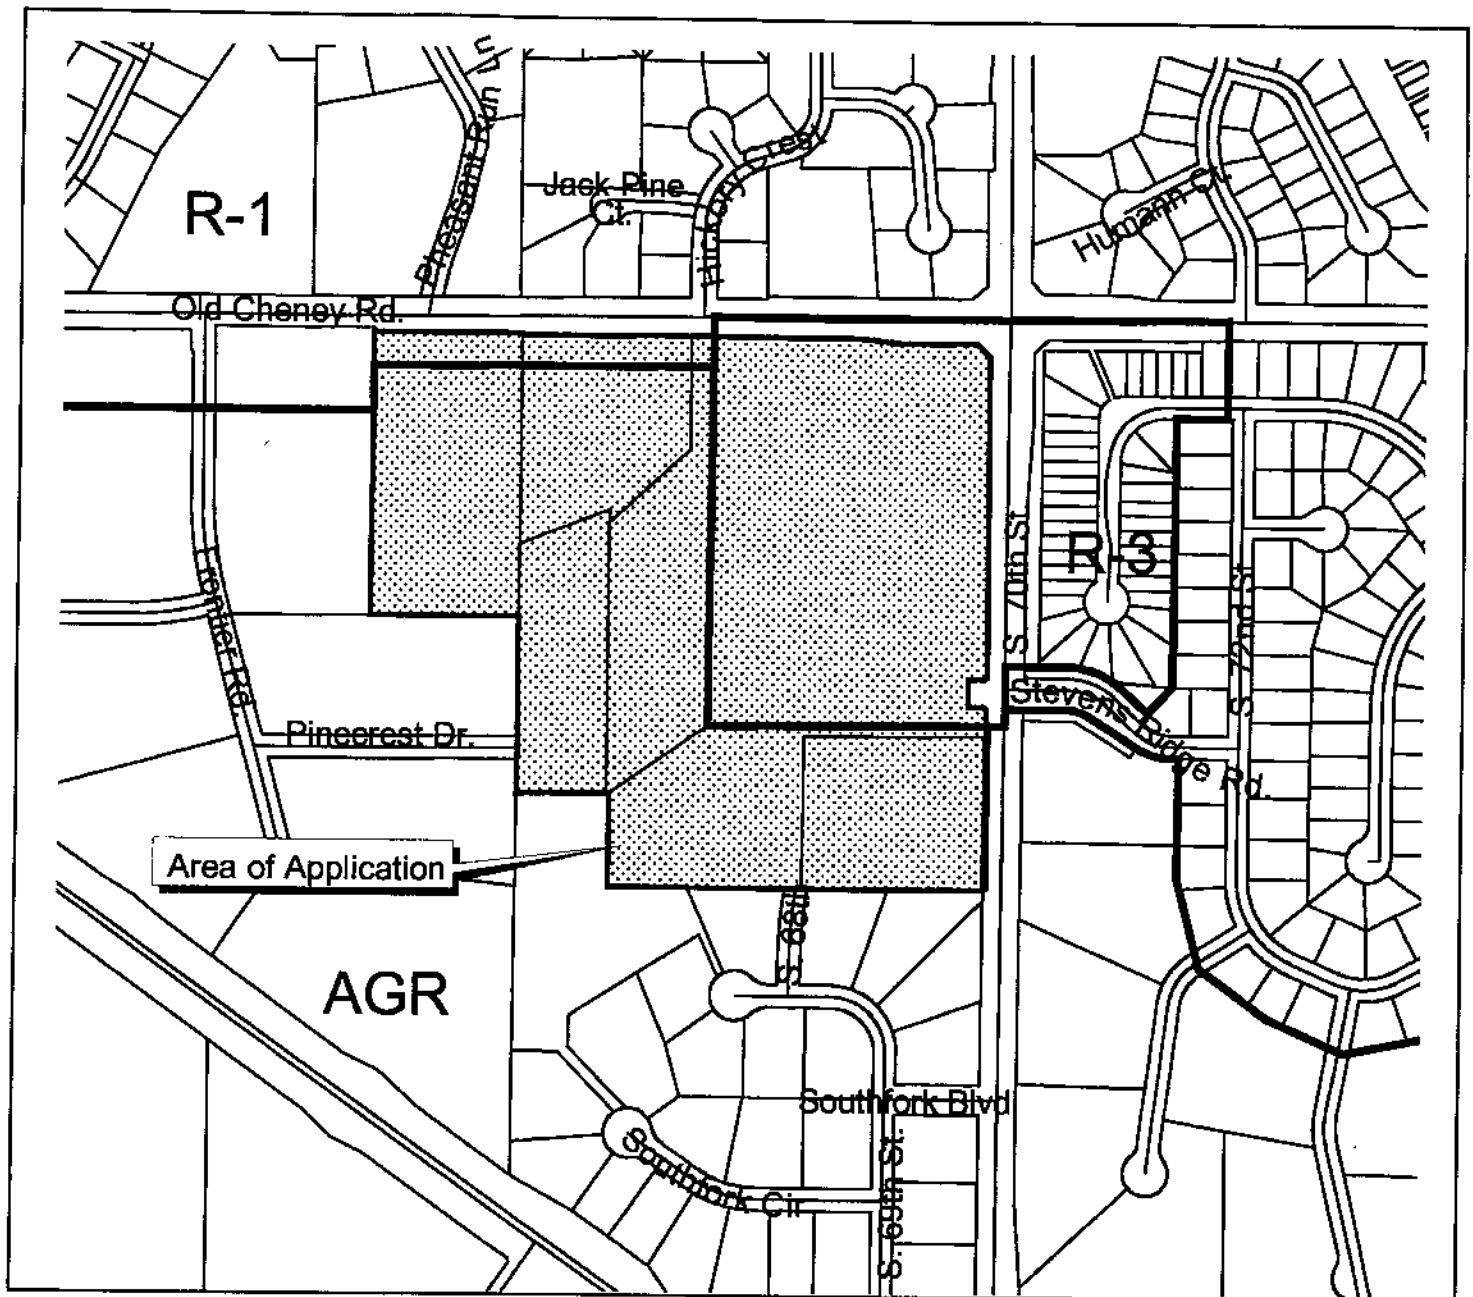 Pheasant Run Ln
R-1
Jack Pine
Ct.
Hickory Crest
Humann Ct.
Old Cheney Rd.
S 70th St
R-3
S 72nd St
Frontier Rd.
Stevens Ridge Rd.
Pinecrest Dr.
Area of Application
S. 68th
AGR
Southfork Blvd
Southfork Cir
S. 69th St.